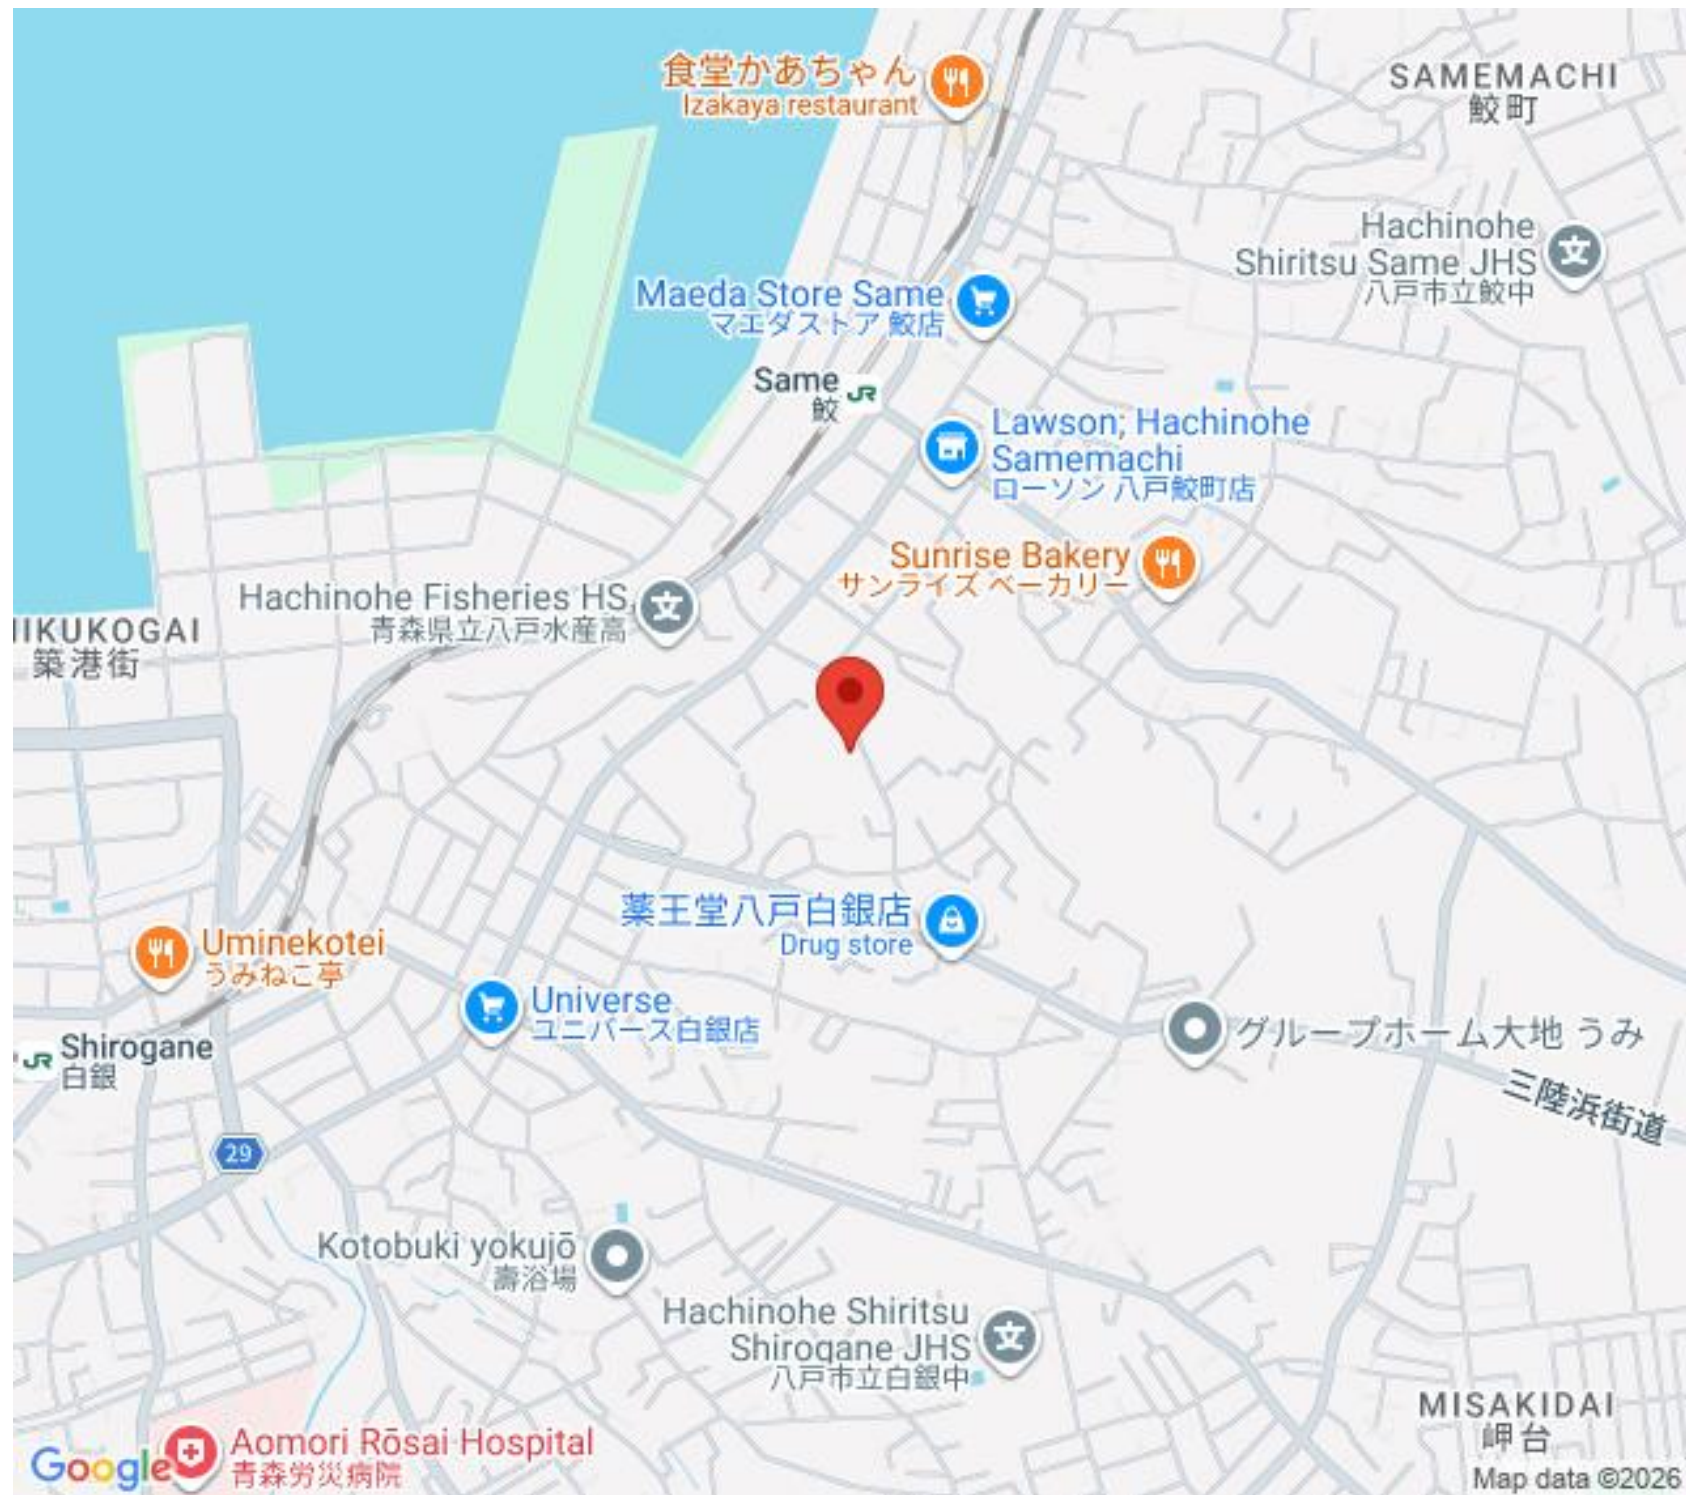 食堂かあちゃん
Izakaya restaurant
SAMEMACHI
鮫町
Hachinohe
Shiritsu Same JHS
八戸市立鮫中
Maeda Store Same
マエダストア 鮫店
Same
鮫
JR
Lawson; Hachinohe
Samemachi
ローソン 八戸鮫町店
Sunrise Bakery
サンライズ ベーカリー
Hachinohe Fisheries HS
青森県立八戸水産高
IIKUKOGAI
築港街
薬王堂八戸白銀店
Drug store
Uminekotei
うみねこ亭
Universe
ユニバース白銀店
グループホーム大地 うみ
JR
Shirogane
白銀
三陸浜街道
29
Kotobuki yokujō
壽浴場
Hachinohe Shiritsu
Shirogane JHS
八戸市立白銀中
MISAKIDAI
岬台
Aomori Rōsai Hospital
青森労災病院
Google
Map data ©2026